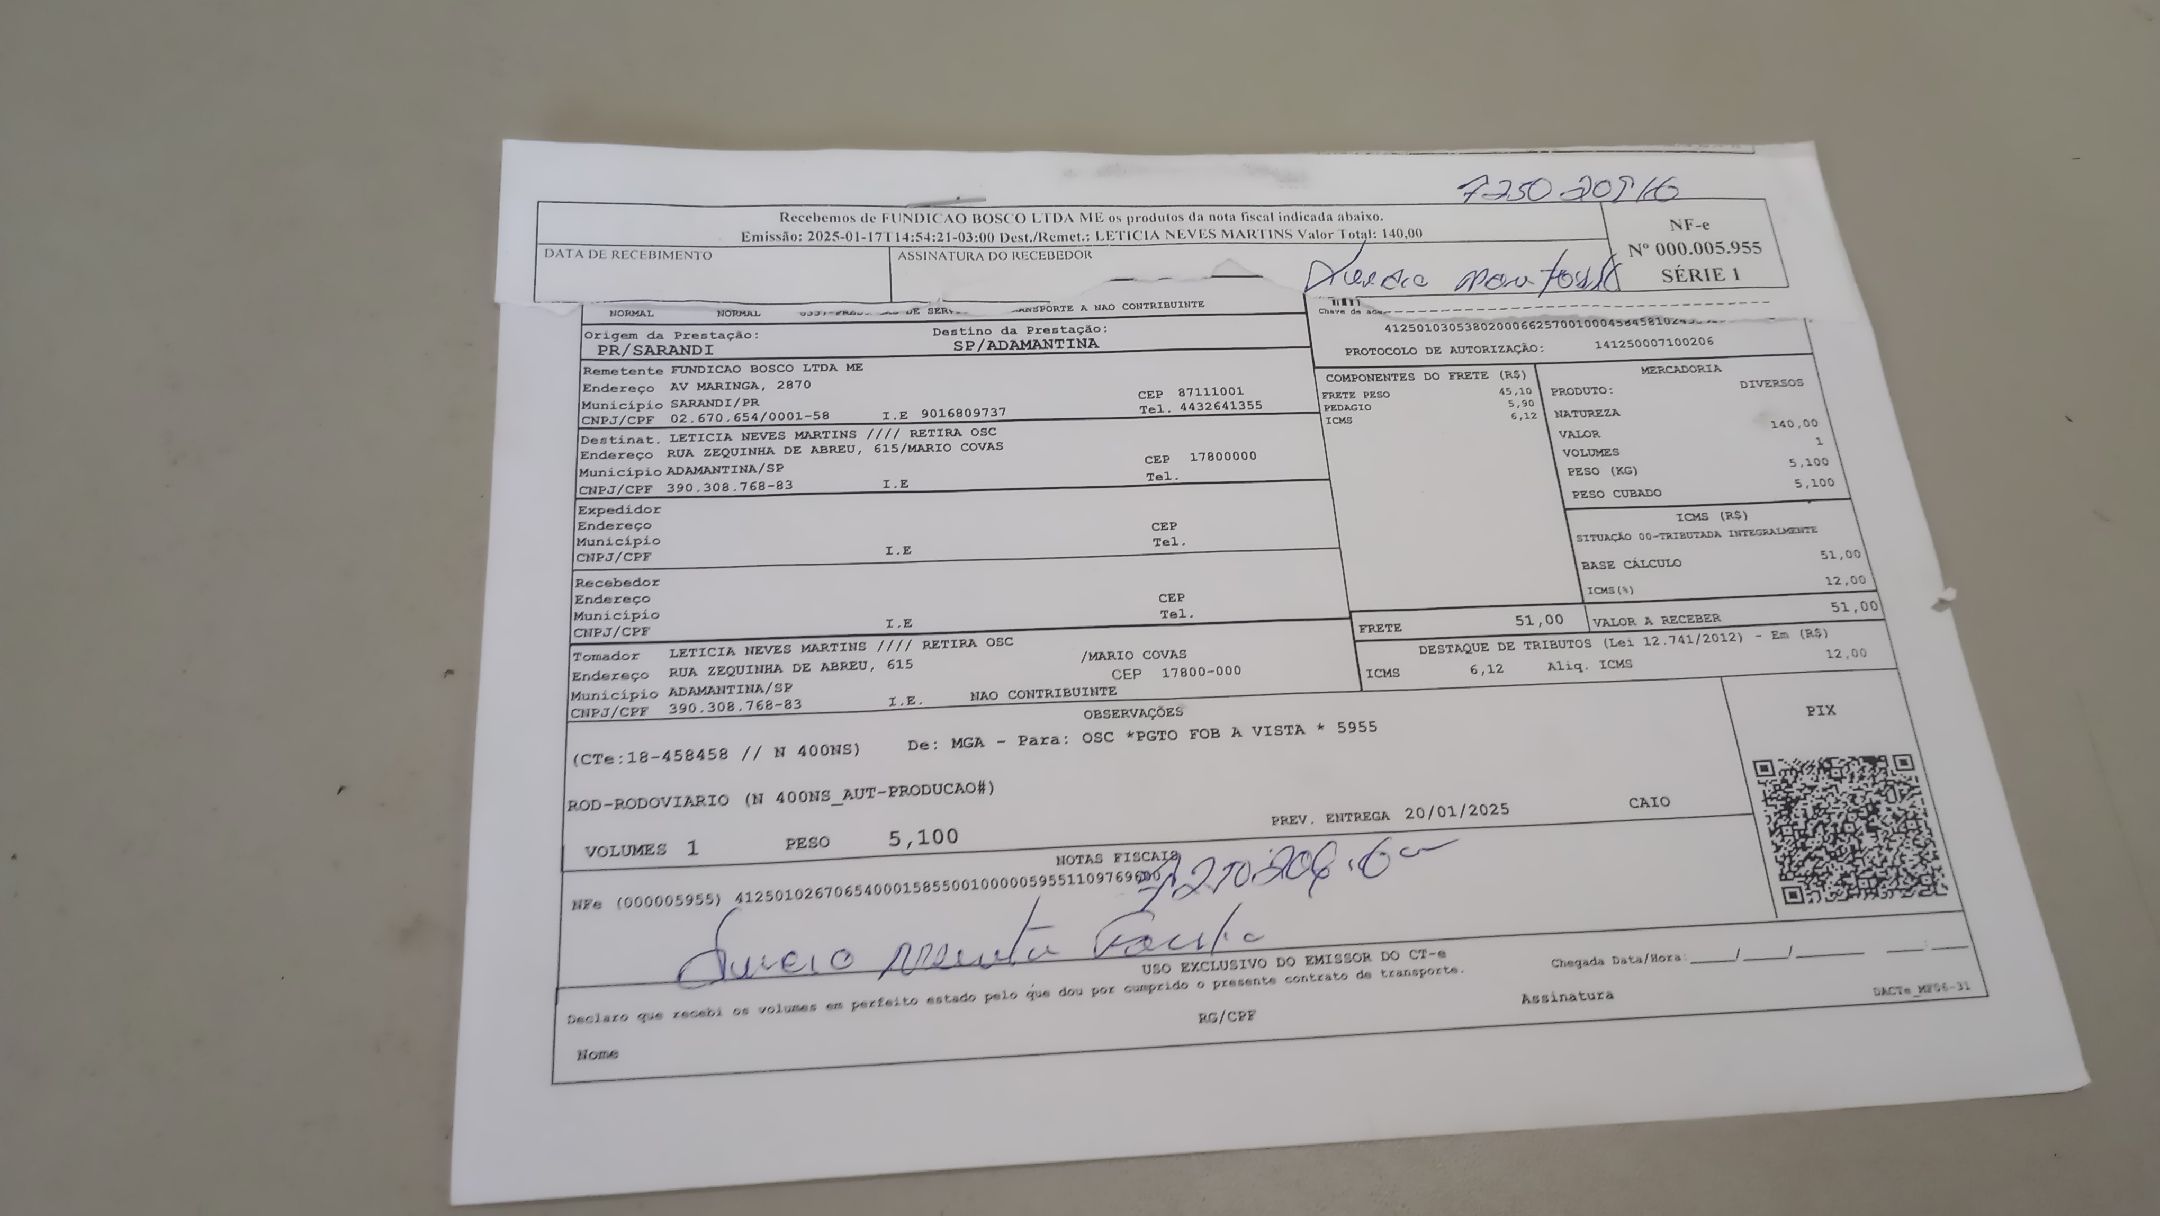 Recebemos de FUNDICAO BOSCO LTDA ME os produtos da nota fiscal indicada abaixo.
Emissão: 2025-01-17T14:54:21-03:00 Dest./Remet.: LETICIA NEVES MARTINS Valor Total: 140,00
NF-e
Nº 000.005.955
SÉRIE 1
DATA DE RECEBIMENTO ASSINATURA DO RECEBEDOR
NORMAL NORMAL DE A NAO CONTRIBUINTE
Chave de
Origem da Prestação: Destino da Prestação:
PR/SARANDI SP/ADAMANTINA
PROTOCOLO DE AUTORIZAÇÃO: 141250007100206
Remetente FUNDICAO BOSCO LTDA ME
Endereço AV MARINGA, 2870 CEP 87111001
Município SARANDI/PR Tel. 4432641355
CNPJ/CPF 02.670.654/0001-58 I.E 9016809737
Destinat. LETICIA NEVES MARTINS //// RETIRA OSC
Endereço RUA ZEQUINHA DE ABREU, 615/MARIO COVAS
Município ADAMANTINA/SP CEP 17800000
CNPJ/CPF 390.308.768-83 I.E Tel.
Expedidor
Endereço CEP
Município Tel.
CNPJ/CPF I.E
Recebedor
Endereço CEP
Município Tel.
CNPJ/CPF I.E
Tomador LETICIA NEVES MARTINS //// RETIRA OSC
Endereço RUA ZEQUINHA DE ABREU, 615 /MARIO COVAS
Município ADAMANTINA/SP CEP 17800-000
CNPJ/CPF 390.308.768-83 I.E. NAO CONTRIBUINTE
COMPONENTES DO FRETE (R$)
FRETE PESO 45,10
PEDAGIO 5,90
ICMS 6,12
MERCADORIA
PRODUTO: DIVERSOS
NATUREZA
VALOR 140,00
VOLUMES 1
PESO (KG) 5,100
PESO CUBADO 5,100
ICMS (R$)
SITUAÇÃO 00-TRIBUTADA INTEGRALMENTE
BASE CÁLCULO 51,00
ICMS(%) 12,00
FRETE 51,00 VALOR A RECEBER 51,00
DESTAQUE DE TRIBUTOS (Lei 12.741/2012) - Em (R$)
ICMS 6,12 Aliq. ICMS 12,00
OBSERVAÇÕES
(CTe:18-458458 // N 400NS) De: MGA - Para: OSC *PGTO FOB A VISTA * 5955
PIX
ROD-RODOVIARIO (N 400NS_AUT-PRODUCAO#)
PREV. ENTREGA 20/01/2025 CAIO
VOLUMES 1 PESO 5,100
NOTAS FISCAIS
NFe (000005955)
USO EXCLUSIVO DO EMISSOR DO CT-e
Declaro que recebi os volumes em perfeito estado pelo que dou por cumprido o presente contrato de transporte.
Chegada Data/Hora:_____/_____/_______ ____:____
Nome RG/CPF Assinatura